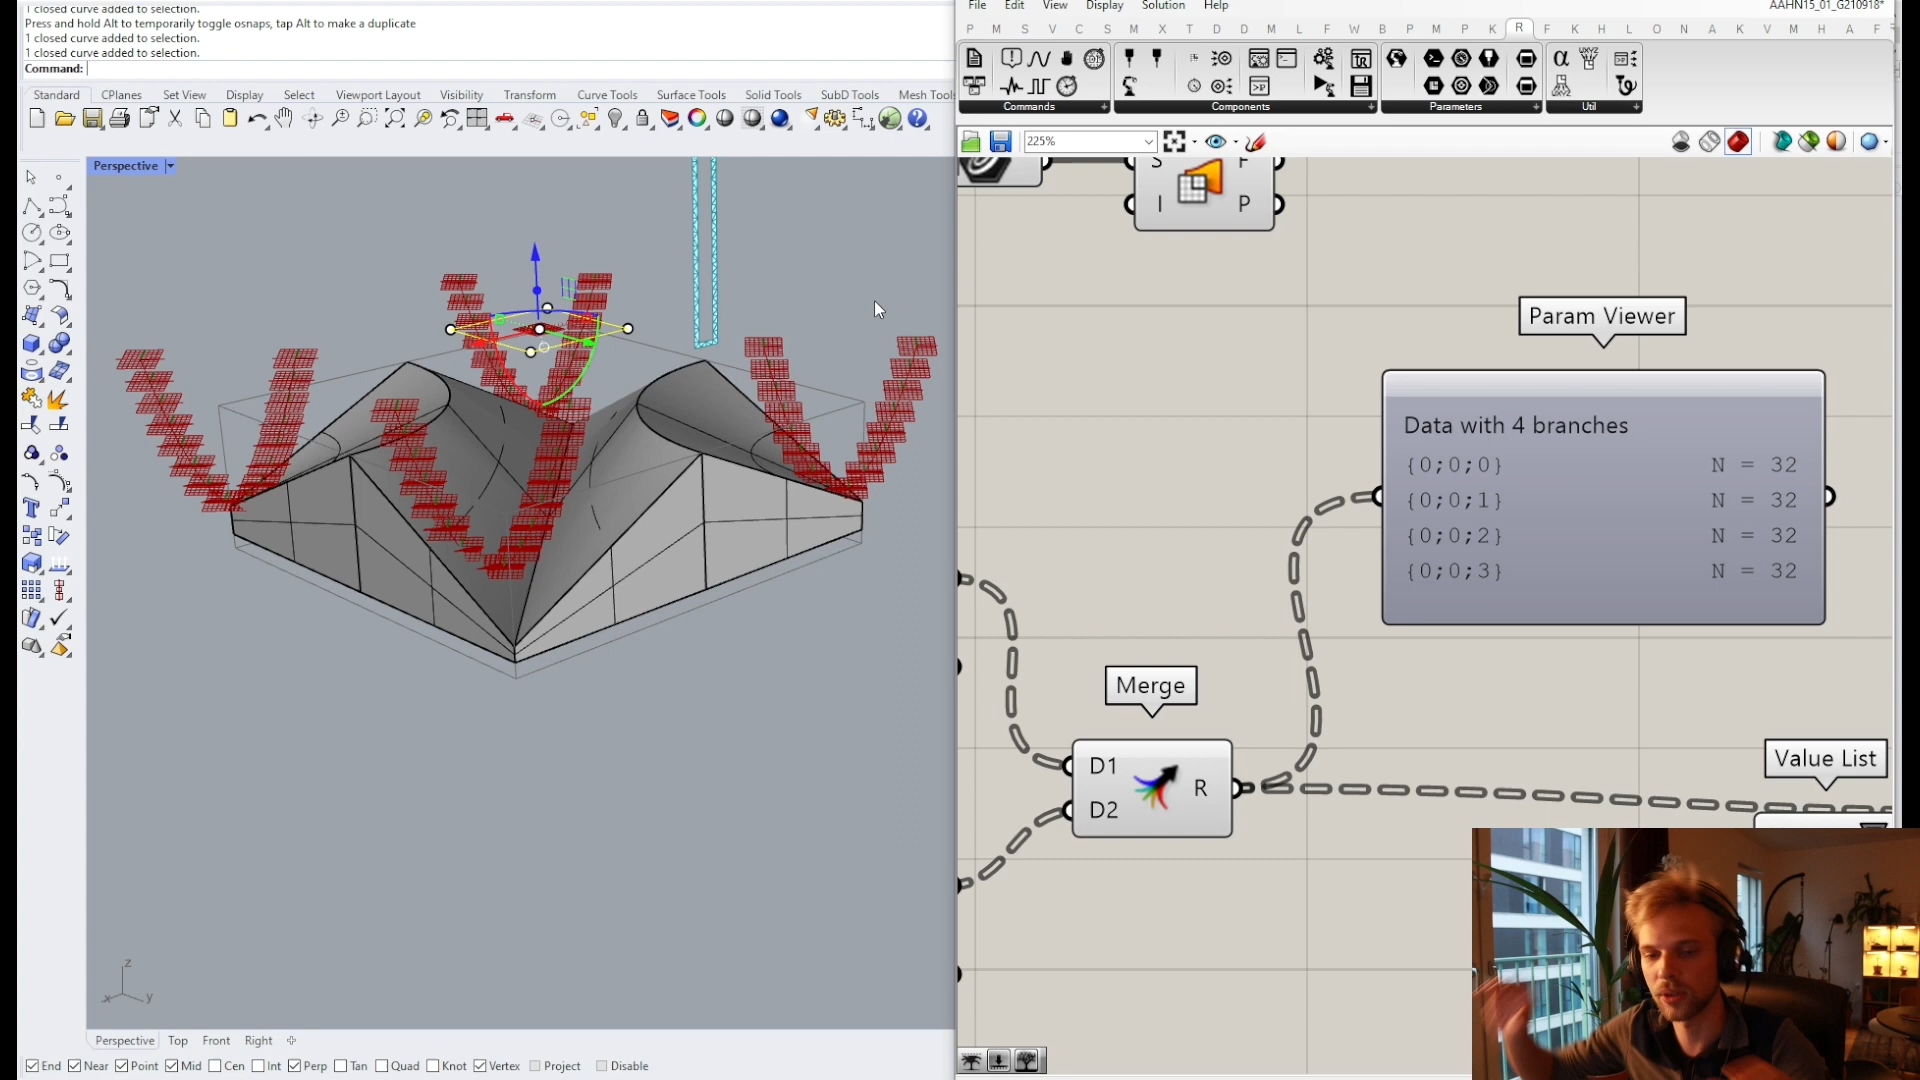 1 closed curve added to selection.
Press and hold Alt to temporarily toggle osnaps, tap Alt to make a duplicate
1 closed curve added to selection.
1 closed curve added to selection.
Command:
Standard CPlanes Set View Display Select Viewport Layout Visibility Transform Curve Tools Surface Tools Solid Tools SubD Tools Mesh Tools
Perspective
z
x y
Perspective Top Front Right
End Near Point Mid Cen Int Perp Tan Quad Knot Vertex Project Disable
File Edit View Display Solution Help AAHN15_01_G210918*
P M S V C S M X T D D M L F W B P M P K R F K H L O N A K V M H A F
Commands Components Parameters Util
225%
S F
I P
Param Viewer
Data with 4 branches
{0;0;0} N = 32
{0;0;1} N = 32
{0;0;2} N = 32
{0;0;3} N = 32
Merge
D1
D2
R
Value List